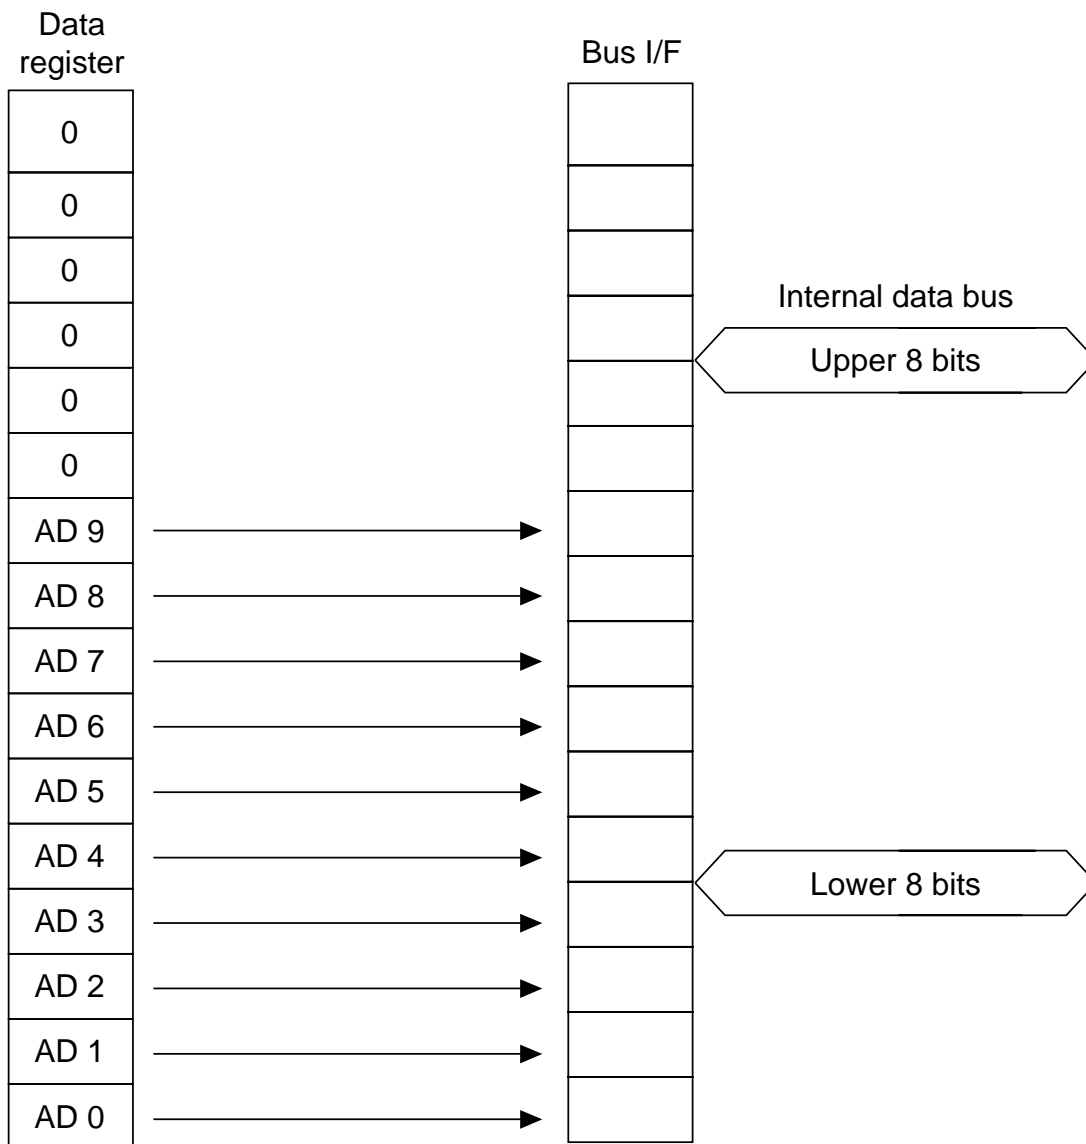 Data
register
Bus I/F
0
0
0
0
0
0
AD 9
AD 8
AD 7
AD 6
AD 5
AD 4
AD 3
AD 2
AD 1
AD 0
Internal data bus
Upper 8 bits
Lower 8 bits